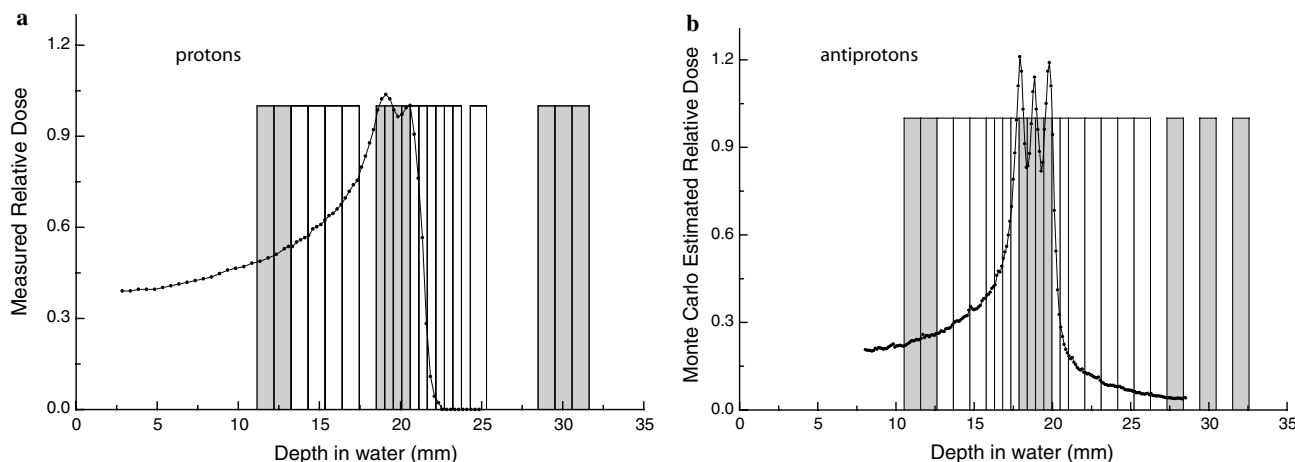 a
protons
Measured Relative Dose
1.2
0.9
0.6
0.3
0.0
0 5 10 15 20 25 30 35
Depth in water (mm)
b
antiprotons
Monte Carlo Estimated Relative Dose
1.2
0.9
0.6
0.3
0.0
0 5 10 15 20 25 30 35
Depth in water (mm)